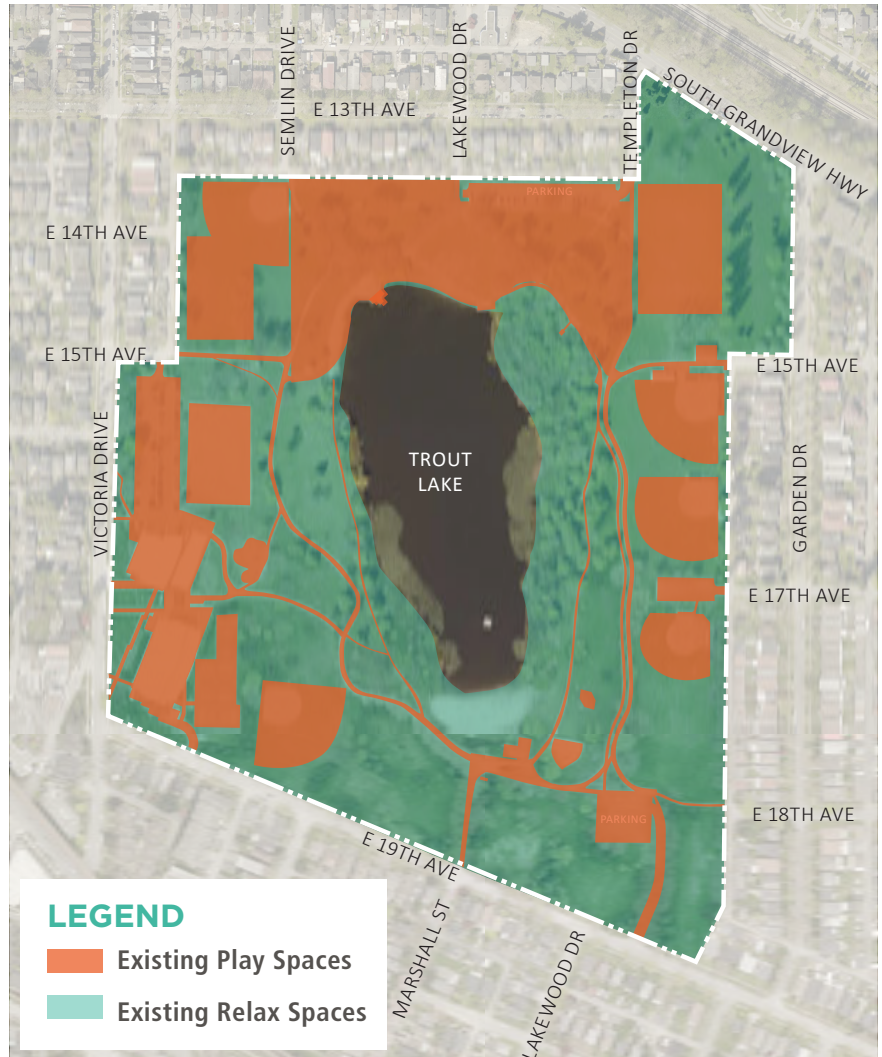 SEMLIN DRIVE
LAKEWOOD DR
TEMPLETON DR
SOUTH GRANDVIEW HWY
E 13TH AVE
PARKING
E 14TH AVE
E 15TH AVE
E 15TH AVE
VICTORIA DRIVE
TROUT
LAKE
GARDEN DR
E 17TH AVE
E 18TH AVE
PARKING
E 19TH AVE
MARSHALL ST
LAKEWOOD DR
LEGEND
Existing Play Spaces
Existing Relax Spaces